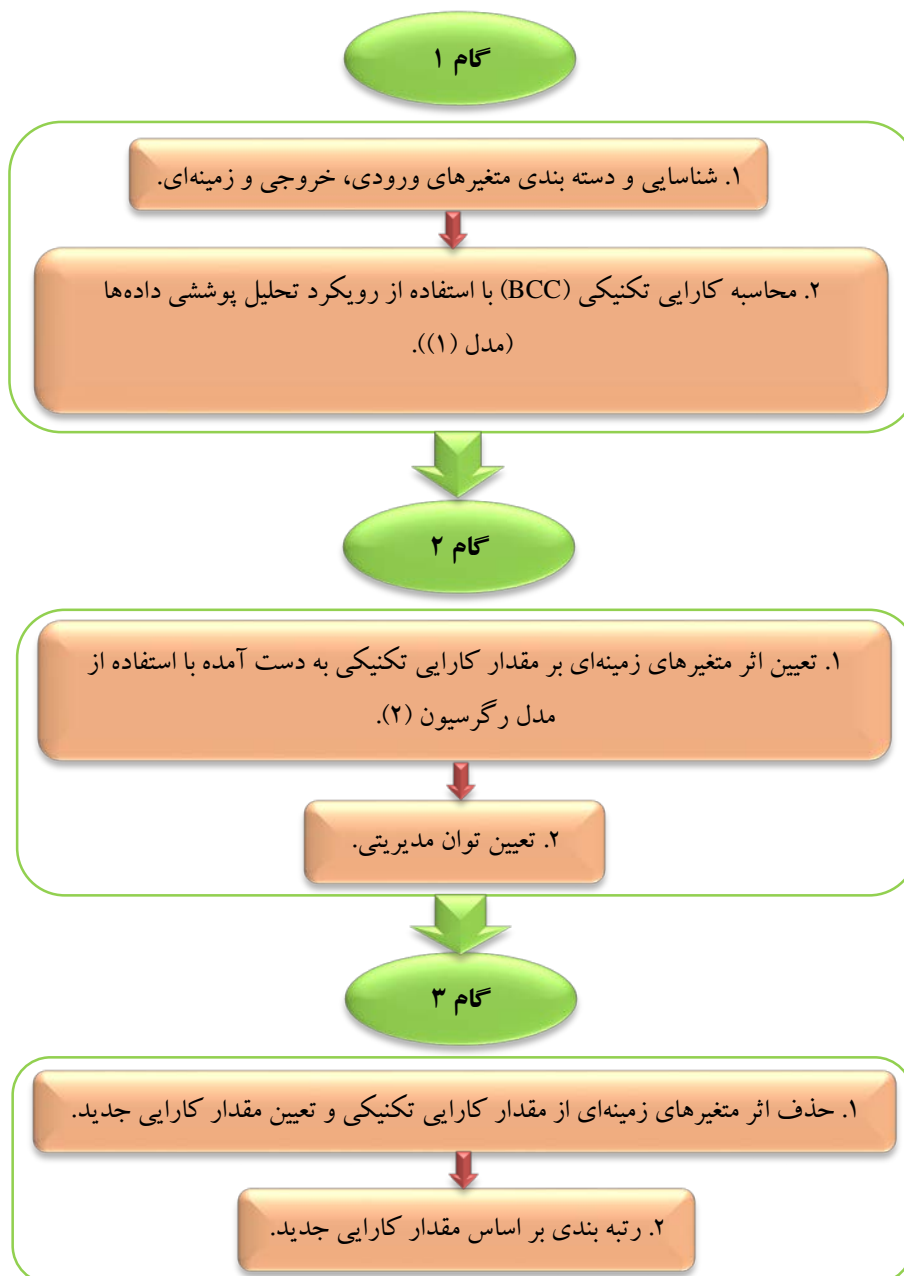 گام ۱
۱. شناسایی و دسته بندی متغیرهای ورودی، خروجی و زمینه‌ای.
۲. محاسبه کارایی تکنیکی (BCC) با استفاده از رویکرد تحلیل پوششی داده‌ها
(مدل (۱)).
گام ۲
۱. تعیین اثر متغیرهای زمینه‌ای بر مقدار کارایی تکنیکی به دست آمده با استفاده از
مدل رگرسیون (۲).
۲. تعیین توان مدیریتی.
گام ۳
۱. حذف اثر متغیرهای زمینه‌ای از مقدار کارایی تکنیکی و تعیین مقدار کارایی جدید.
۲. رتبه بندی بر اساس مقدار کارایی جدید.